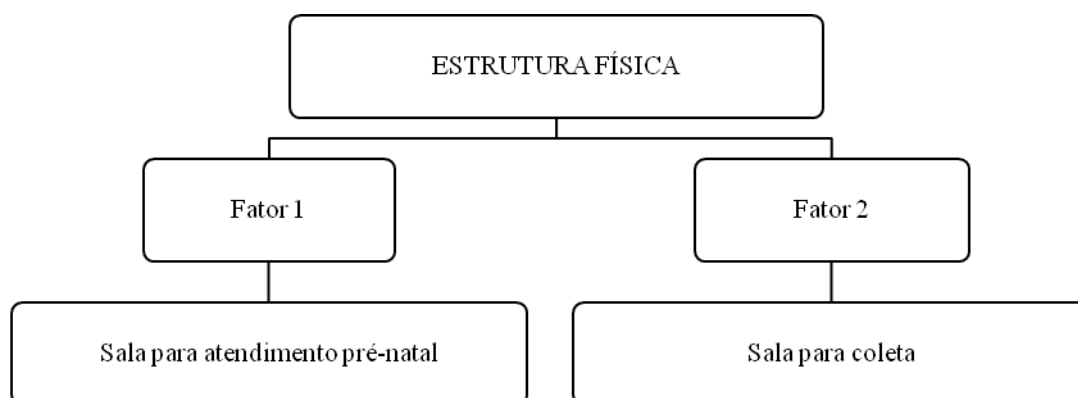 ESTRUTURA FÍSICA
Fator 1
Fator 2
Sala para atendimento pré-natal
Sala para coleta